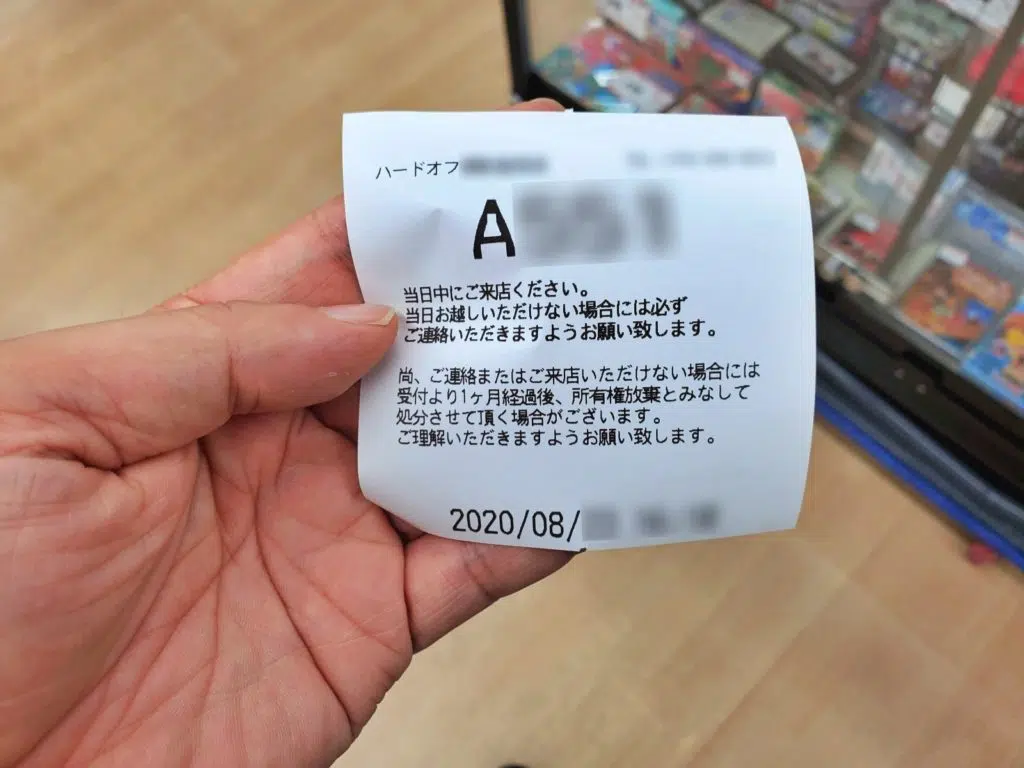 ハードオフ
A
当日中にご来店ください。
当日お越しいただけない場合には必ず
ご連絡いただきますようお願い致します。
尚、ご連絡またはご来店いただけない場合には
受付より1ヶ月経過後、所有権放棄とみなして
処分させて頂く場合がございます。
ご理解いただきますようお願い致します。
2020/08/